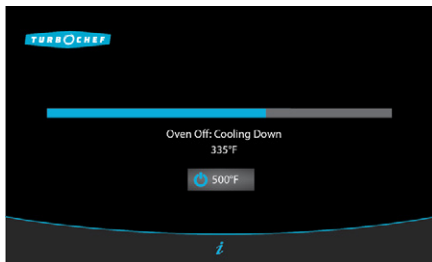 TURBOCHEF
Oven Off: Cooling Down
335°F
500°F
i